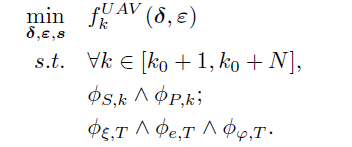 min f_k^{UAV}(δ, ε)
δ,ε,s
s.t. ∀k ∈ [k_0 + 1, k_0 + N],
ϕ_{S,k} ∧ ϕ_{P,k};
ϕ_{ξ,T} ∧ ϕ_{e,T} ∧ ϕ_{φ,T}.